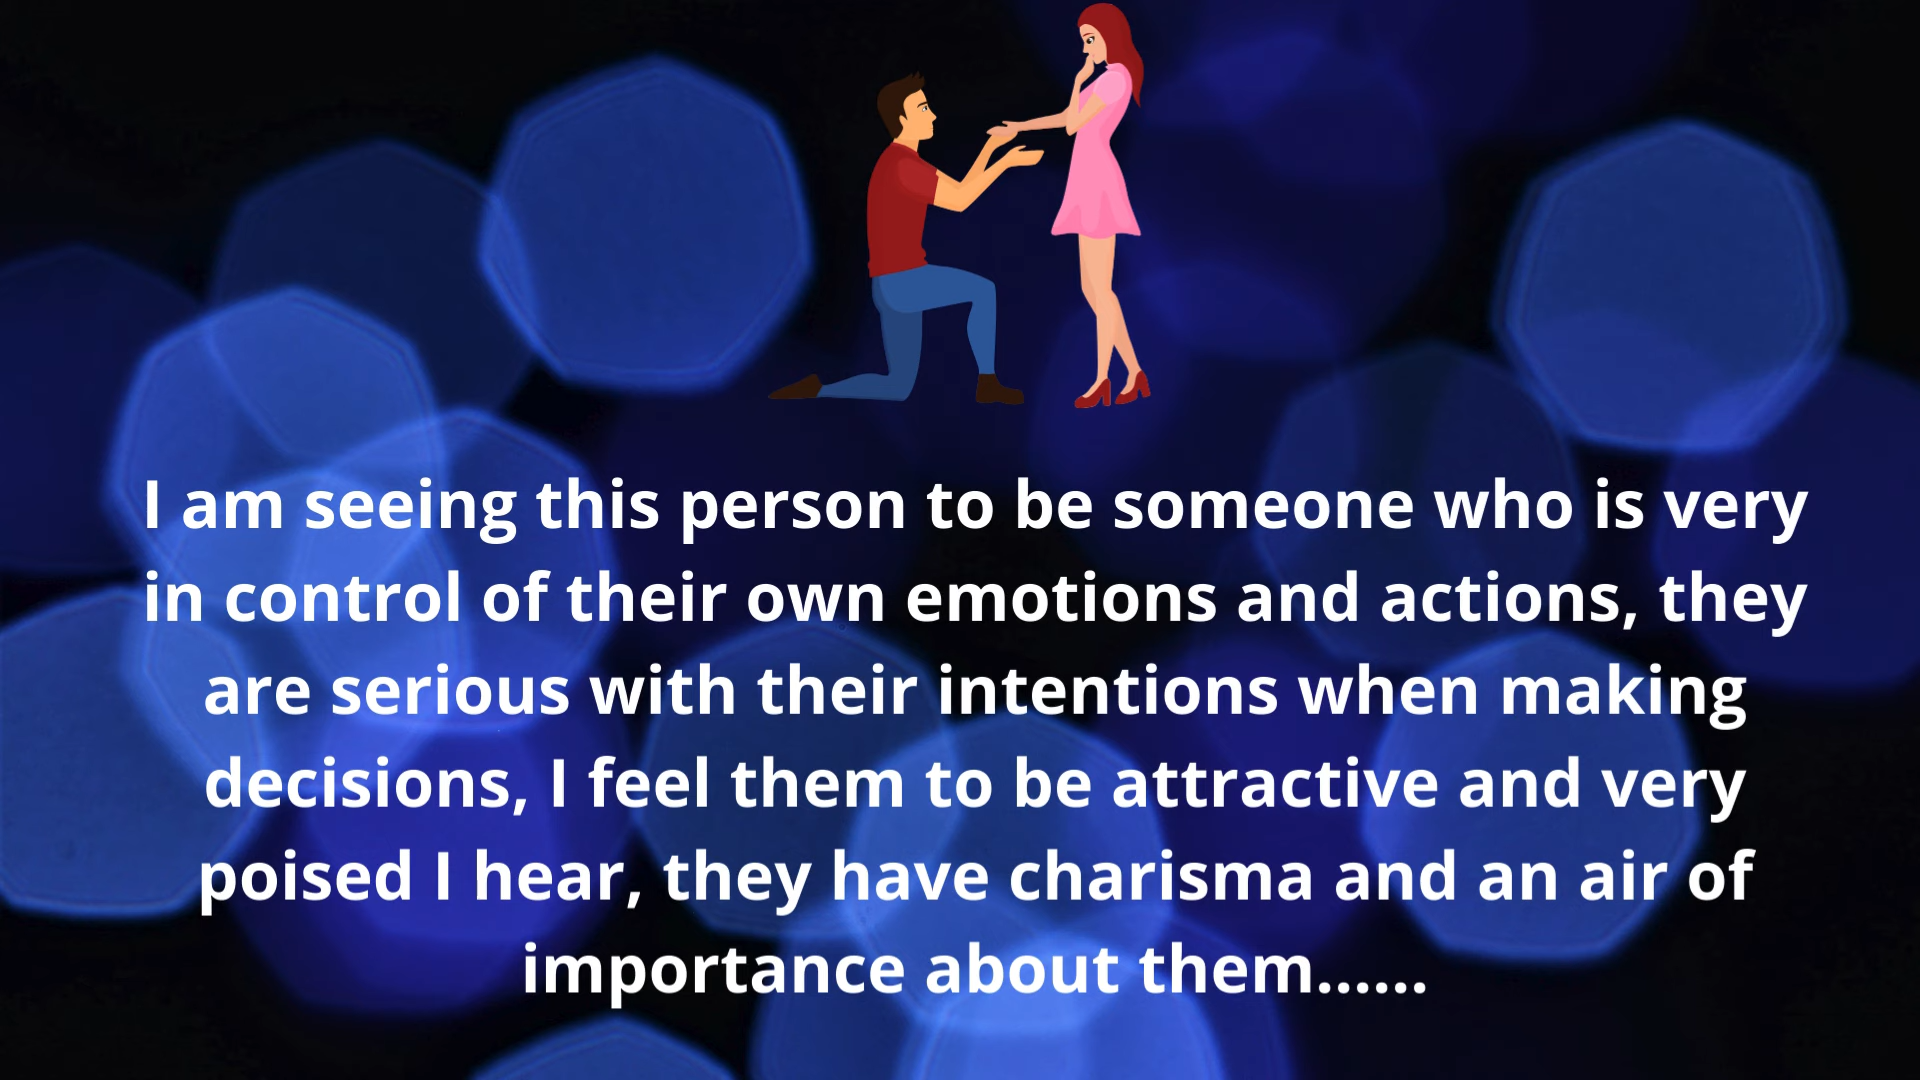 I am seeing this person to be someone who is very
in control of their own emotions and actions, they
are serious with their intentions when making
decisions, I feel them to be attractive and very
poised I hear, they have charisma and an air of
importance about them......